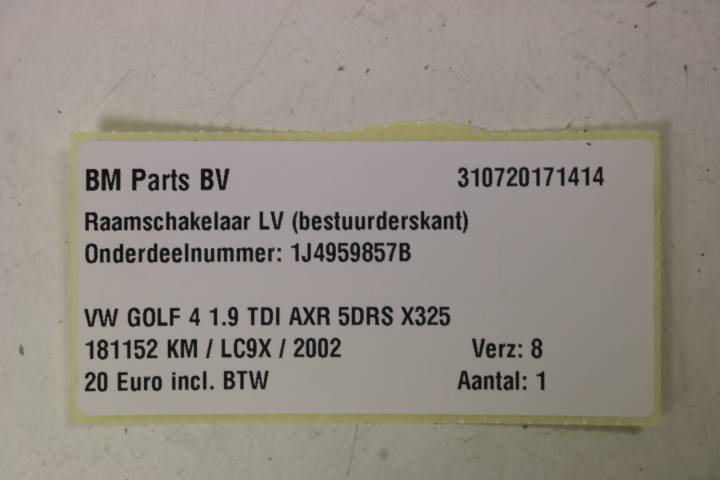 BM Parts BV 310720171414
Raamschakelaar LV (bestuurderskant)
Onderdeelnummer: 1J4959857B
VW GOLF 4 1.9 TDI AXR 5DRS X325
181152 KM / LC9X / 2002 Verz: 8
20 Euro incl. BTW Aantal: 1